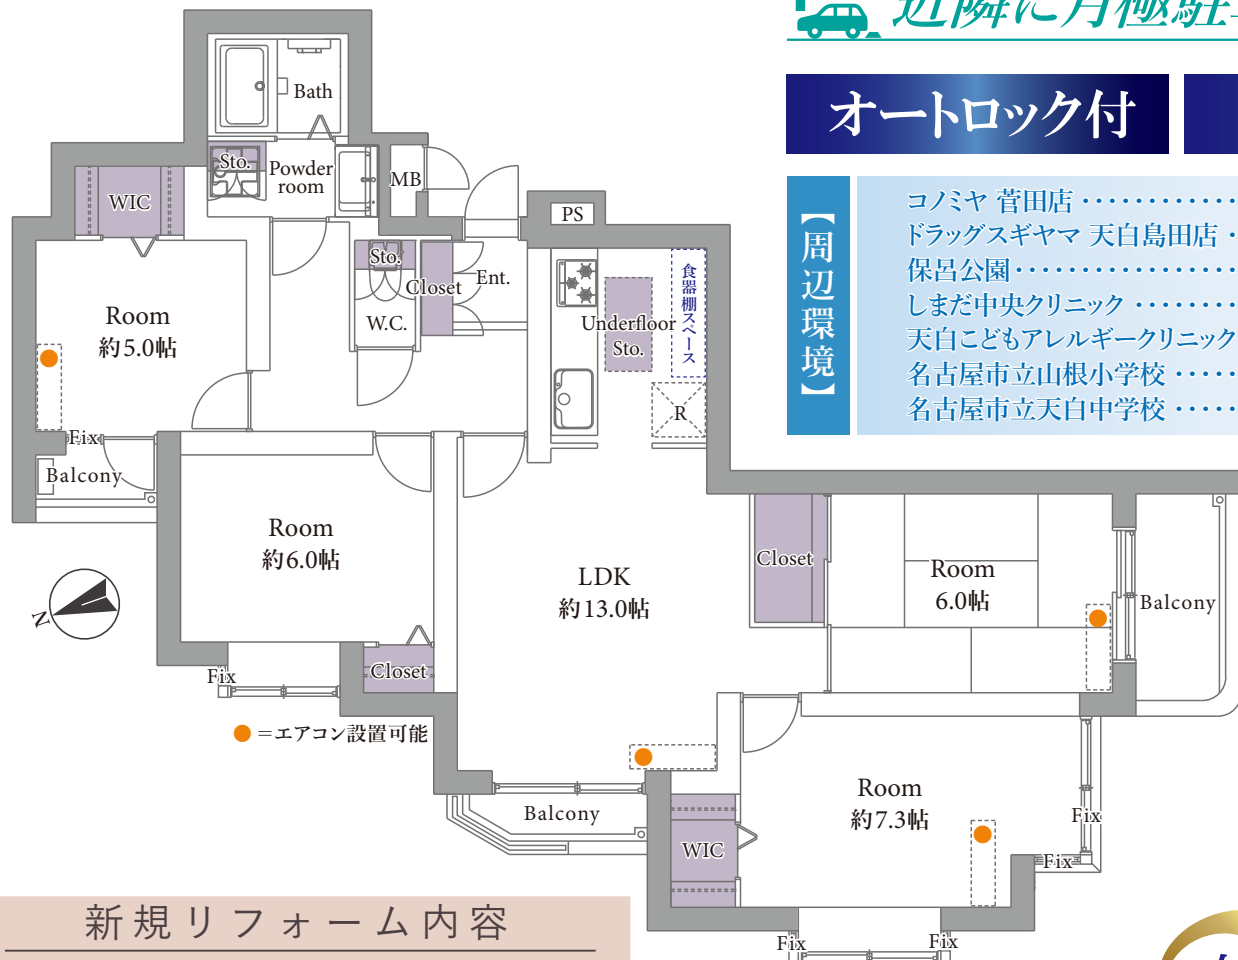 近隣に月極駐
オートロック付
【周辺環境】
コノミヤ 菅田店 ・・・・・・・・・・・
ドラッグスギヤマ 天白島田店 ・
保呂公園 ・・・・・・・・・・・・・・・
しまだ中央クリニック ・・・・・・・・
天白こどもアレルギークリニック
名古屋市立山根小学校 ・・・・・
名古屋市立天白中学校 ・・・・・
Bath
Sto.
Powder
room
MB
WIC
PS
Sto.
Closet
Ent.
W.C.
Underfloor
Sto.
食器棚スペース
R
Room
約5.0帖
Fix
Balcony
Room
約6.0帖
LDK
約13.0帖
Closet
Room
6.0帖
Balcony
N
Fix
Closet
=エアコン設置可能
Balcony
Room
約7.3帖
WIC
Fix
Fix
Fix
Fix
新規リフォーム内容